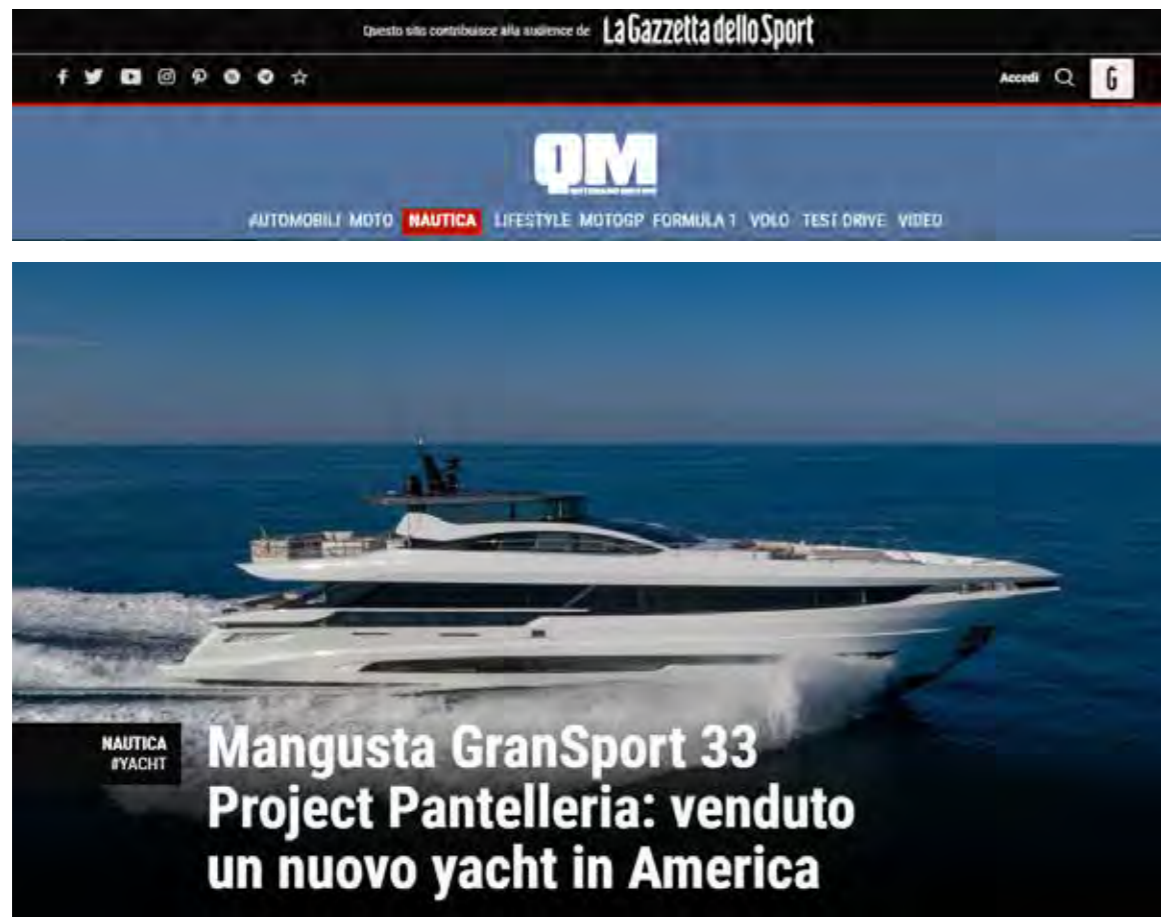 Questo sito contribuisce alla audience de La Gazzetta dello Sport
Accedi
G
QM
AUTOMOBILI MOTO NAUTICA LIFESTYLE MOTOGP FORMULA 1 VOLO TEST DRIVE VIDEO
NAUTICA
#YACHT
Mangusta GranSport 33
Project Pantelleria: venduto
un nuovo yacht in America